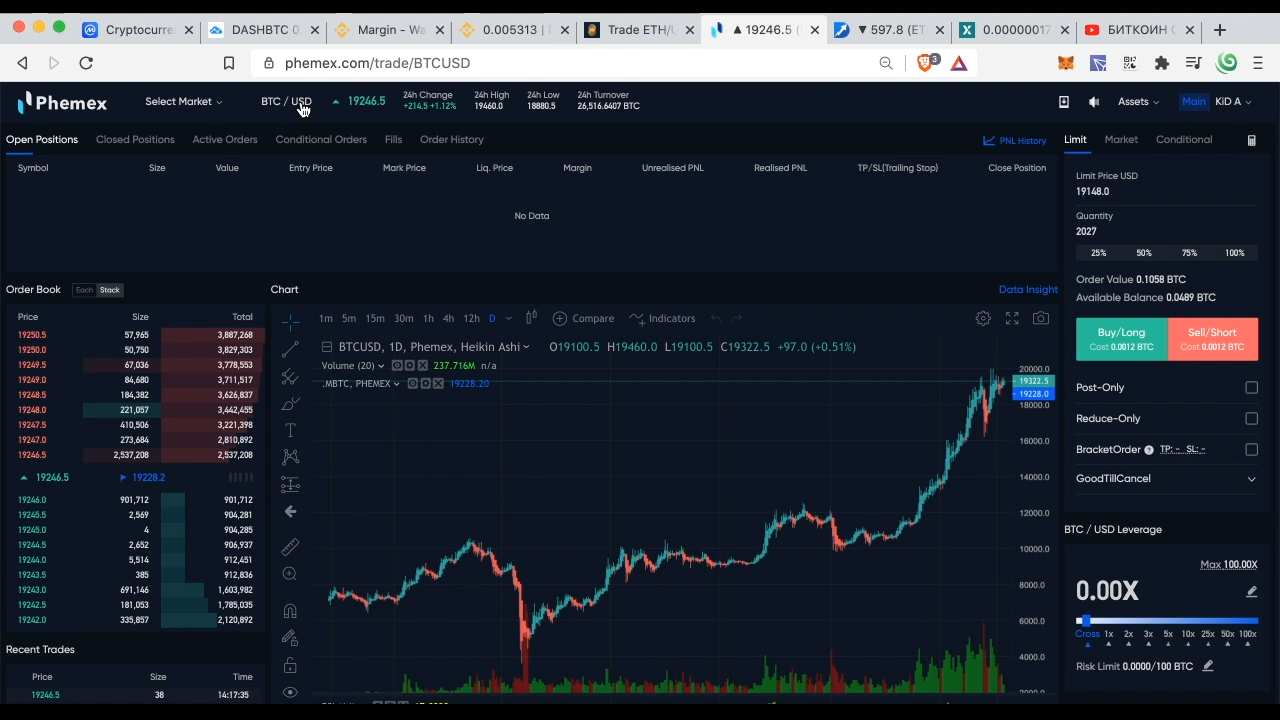 Cryptocurre
DASHBTC 0.
Margin - Wa
0.005313 |
Trade ETH/U
▲ 19246.5 (
▼ 597.8 (ET
0.00000017
БИТКОИН С
phemex.com/trade/BTCUSD
3
Phemex
Select Market
BTC / USD
19246.5
24h Change
+214.5 +1.12%
24h High
19460.0
24h Low
18880.5
24h Turnover
26,516.6407 BTC
Assets
Main
KiD A
Open Positions
Closed Positions
Active Orders
Conditional Orders
Fills
Order History
PNL History
Symbol
Size
Value
Entry Price
Mark Price
Liq. Price
Margin
Unrealised PNL
Realised PNL
TP/SL(Trailing Stop)
Close Position
No Data
Order Book
Each
Stack
Price Size Total
19250.5 57,965 3,887,268
19250.0 50,750 3,829,303
19249.5 67,036 3,778,553
19249.0 84,680 3,711,517
19248.5 184,382 3,626,837
19248.0 221,057 3,442,455
19247.5 410,506 3,221,398
19247.0 273,684 2,810,892
19246.5 2,537,208 2,537,208
19246.5
19228.2
19246.0 901,712 901,712
19245.5 2,569 904,281
19245.0 4 904,285
19244.5 2,652 906,937
19244.0 5,514 912,451
19243.5 385 912,836
19243.0 691,146 1,603,982
19242.5 181,053 1,785,035
19242.0 335,857 2,120,892
Recent Trades
Price Size Time
19246.5 38 14:17:35
Chart
Data Insight
1m 5m 15m 30m 1h 4h 12h D
Compare
Indicators
BTCUSD, 1D, Phemex, Heikin Ashi
O19100.5 H19460.0 L19100.5 C19322.5 +97.0 (+0.51%)
Volume (20)
237.716M n/a
.MBTC, PHEMEX
19228.20
20000.0
19322.5
19228.0
18000.0
16000.0
14000.0
12000.0
10000.0
8000.0
6000.0
4000.0
2000.0
Limit
Market
Conditional
Limit Price USD
19148.0
Quantity
2027
25% 50% 75% 100%
Order Value 0.1058 BTC
Available Balance 0.0489 BTC
Buy/Long
Cost 0.0012 BTC
Sell/Short
Cost 0.0012 BTC
Post-Only
Reduce-Only
BracketOrder
TP: - SL: -
GoodTillCancel
BTC / USD Leverage
Max 100.00X
0.00X
Cross 1x 2x 3x 5x 10x 25x 50x 100x
Risk Limit 0.0000/100 BTC